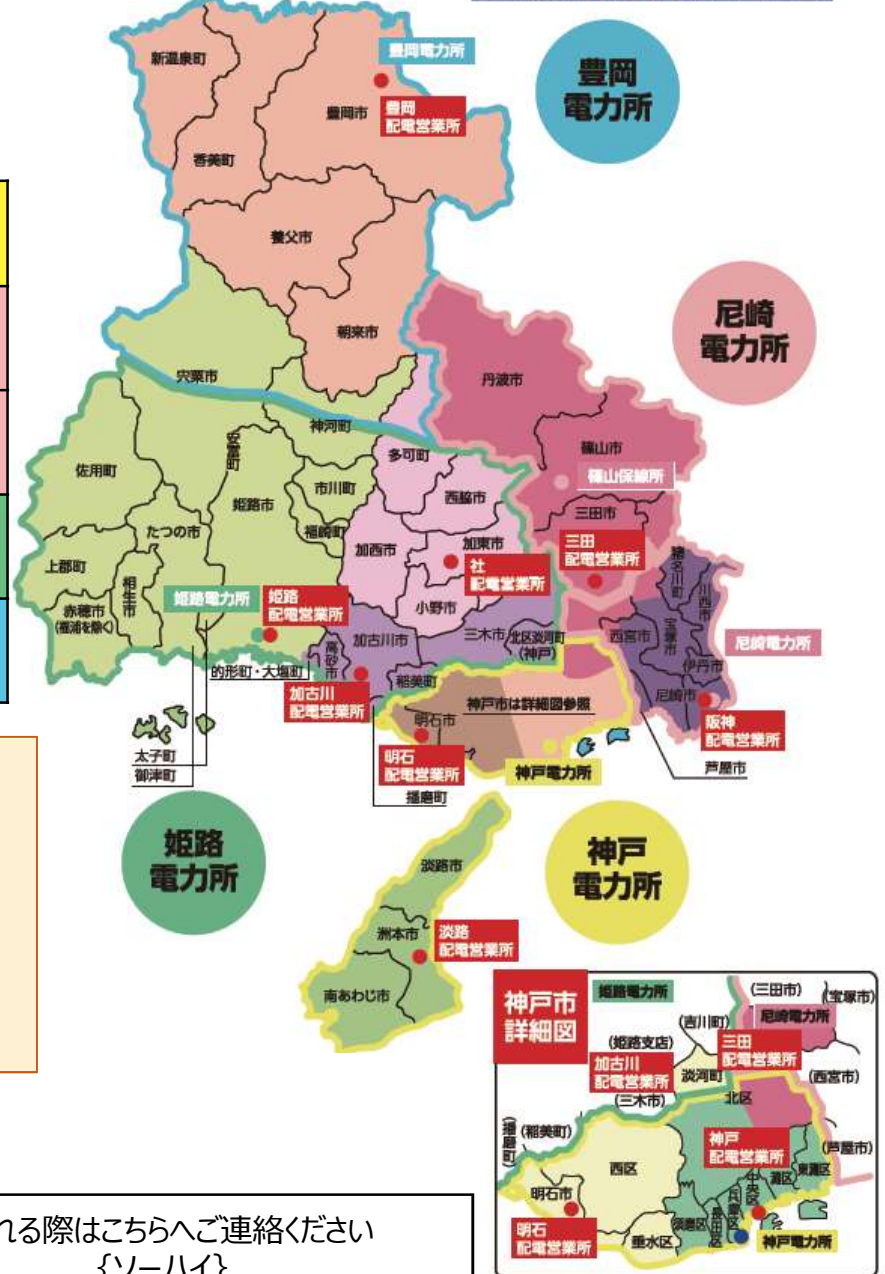 豊岡電力所
豊岡
電力所
新温泉町
豊岡市
豊岡
配電営業所
香美町
養父市
朝来市
尼崎
電力所
宍粟市
丹波市
神河町
安富町
多可町
篠山市
篠山保線所
佐用町
市川町
西脇市
姫路市
三田市
たつの市
福崎町
加西市
加東市
三田
配電営業所
猪名川町
川西市
上郡町
相生市
社
配電営業所
姫路電力所
姫路
配電営業所
小野市
赤穂市
(福浦を除く)
加古川市
三木市
北区淡河町
(神戸)
西宮市
宝塚市
伊丹市
尼崎電力所
高砂市
的形町・大塩町
稲美町
尼崎市
加古川
配電営業所
神戸市は詳細図参照
明石市
阪神
配電営業所
明石
配電営業所
神戸電力所
芦屋市
太子町
御津町
播磨町
姫路
電力所
神戸
電力所
淡路市
洲本市
淡路
配電営業所
南あわじ市
神戸市
詳細図
姫路電力所
(三田市)
(宝塚市)
(吉川町)
尼崎電力所
(姫路支店)
三田
配電営業所
加古川
配電営業所
淡河町
(西宮市)
(三木市)
北区
(播磨町)
(稲美町)
神戸
配電営業所
(芦屋市)
西区
中央区
灘区
東灘区
明石市
兵庫区
長田区
須磨区
明石
配電営業所
垂水区
神戸電力所
れる際はこちらへご連絡ください
{ソーハイ}